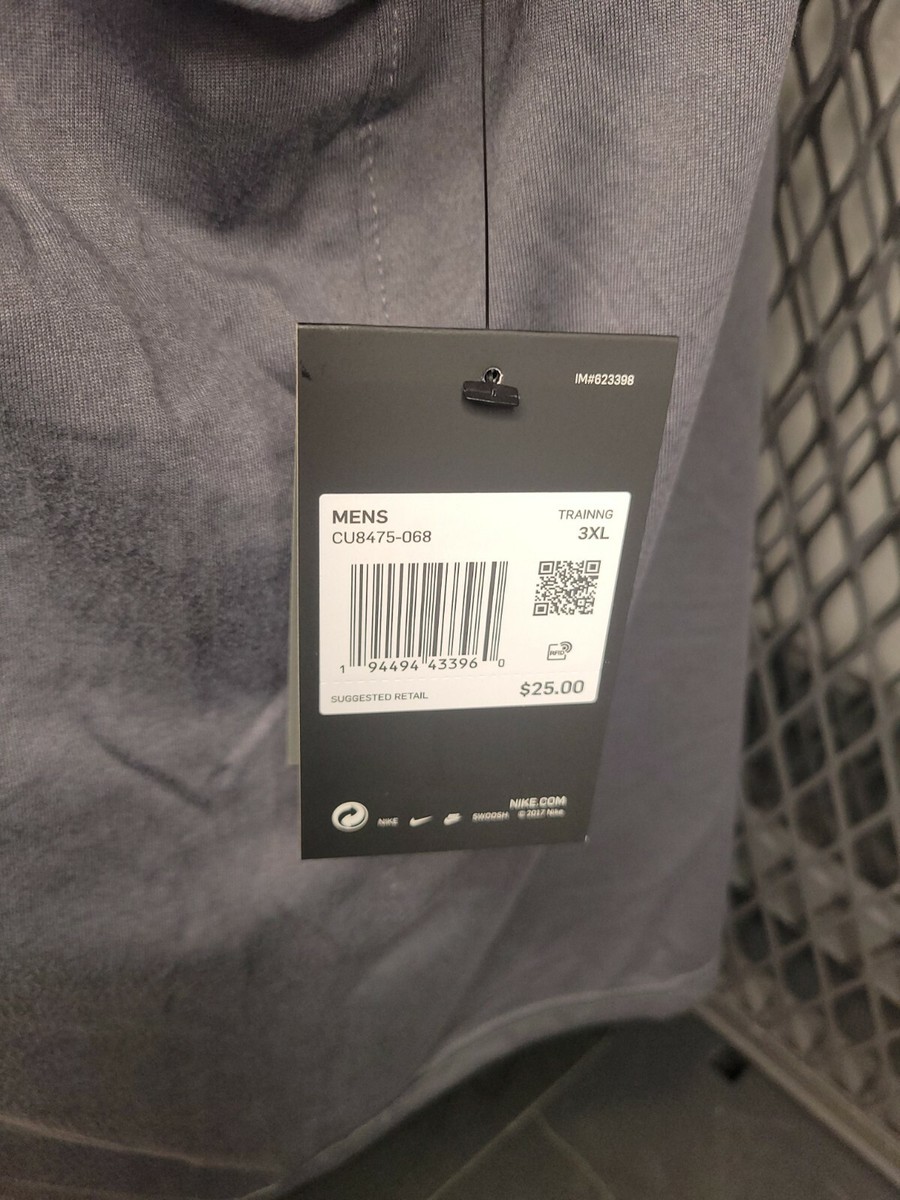 IM#623398
MENS
CU8475-068
TRAINNG
3XL
1 94494 43396 0
RFID
SUGGESTED RETAIL
$25.00
NIKE.COM
NIKE SWOOSH © 2017 Nike.